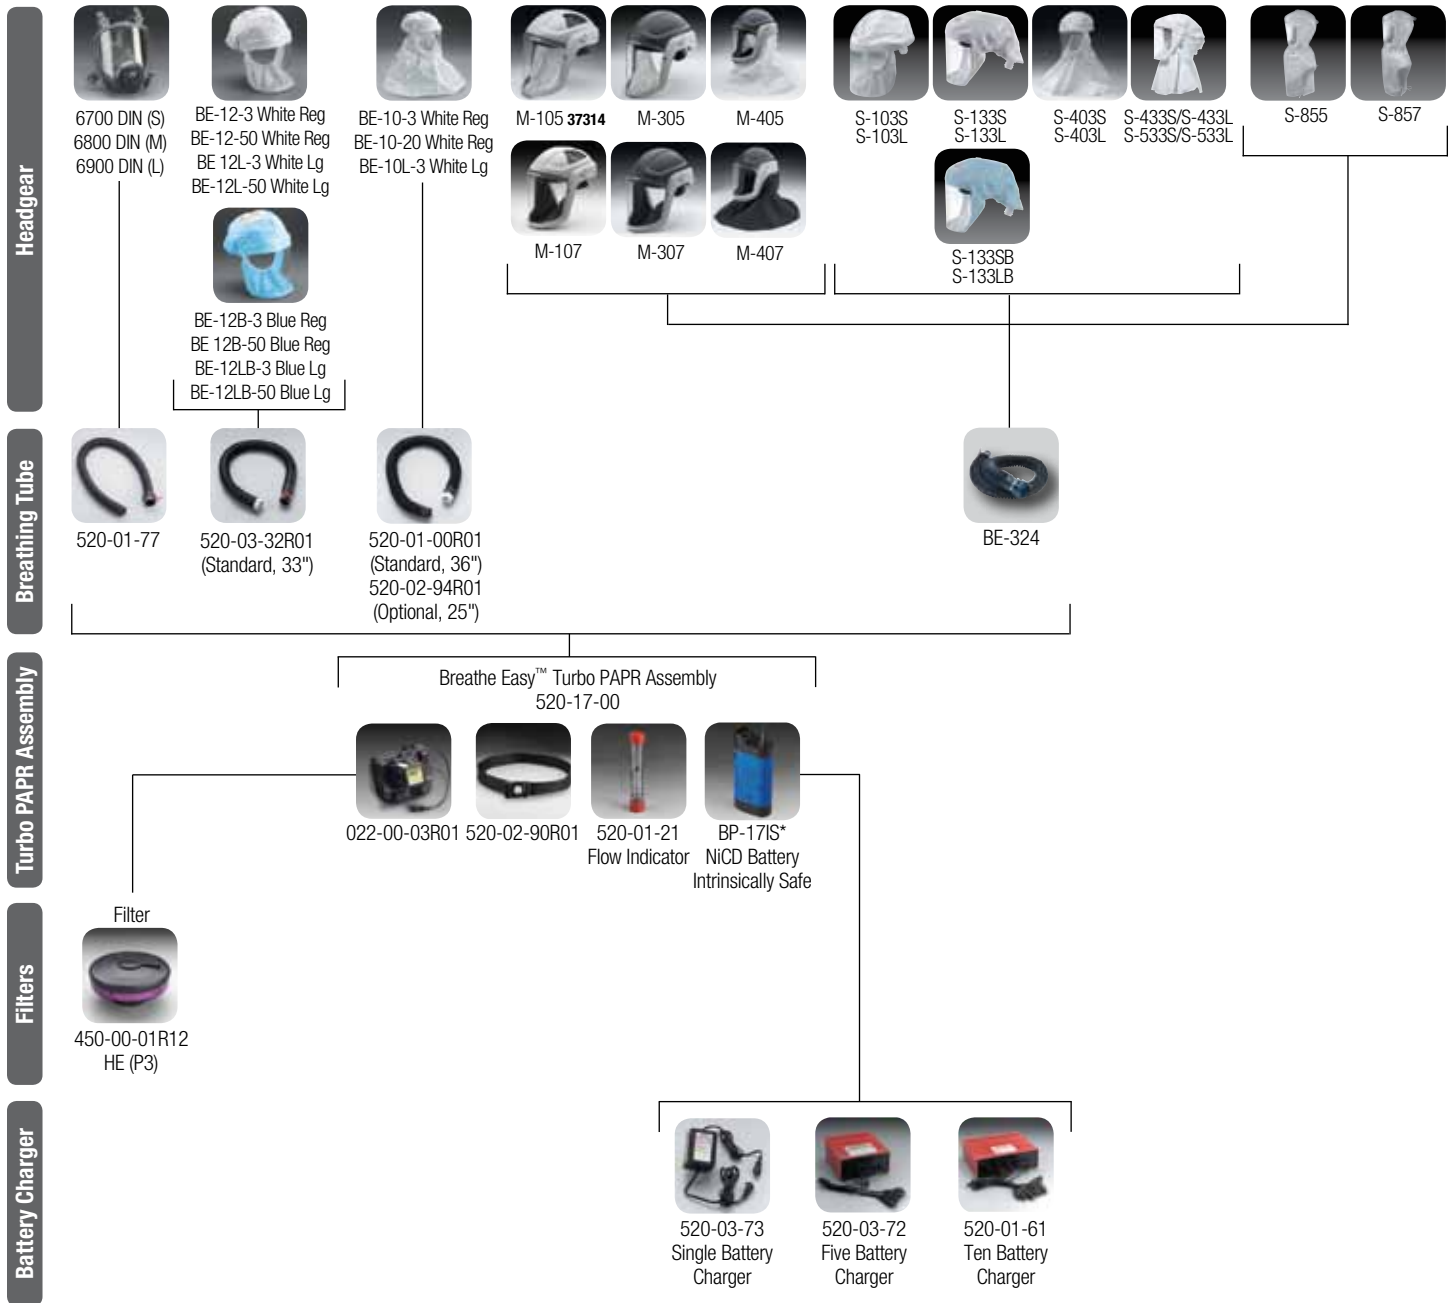 Headgear
6700 DIN (S)
6800 DIN (M)
6900 DIN (L)
BE-12-3 White Reg
BE-12-50 White Reg
BE 12L-3 White Lg
BE-12L-50 White Lg
BE-12B-3 Blue Reg
BE 12B-50 Blue Reg
BE-12LB-3 Blue Lg
BE-12LB-50 Blue Lg
BE-10-3 White Reg
BE-10-20 White Reg
BE-10L-3 White Lg
M-105 37314
M-305
M-405
M-107
M-307
M-407
S-103S
S-103L
S-133S
S-133L
S-403S
S-403L
S-433S/S-433L
S-533S/S-533L
S-133SB
S-133LB
S-855
S-857
Breathing Tube
520-01-77
520-03-32R01
(Standard, 33")
520-01-00R01
(Standard, 36")
520-02-94R01
(Optional, 25")
BE-324
Turbo PAPR Assembly
Breathe Easy™ Turbo PAPR Assembly
520-17-00
022-00-03R01
520-02-90R01
520-01-21
Flow Indicator
BP-17IS*
NiCD Battery
Intrinsically Safe
Filters
Filter
450-00-01R12
HE (P3)
Battery Charger
520-03-73
Single Battery
Charger
520-03-72
Five Battery
Charger
520-01-61
Ten Battery
Charger